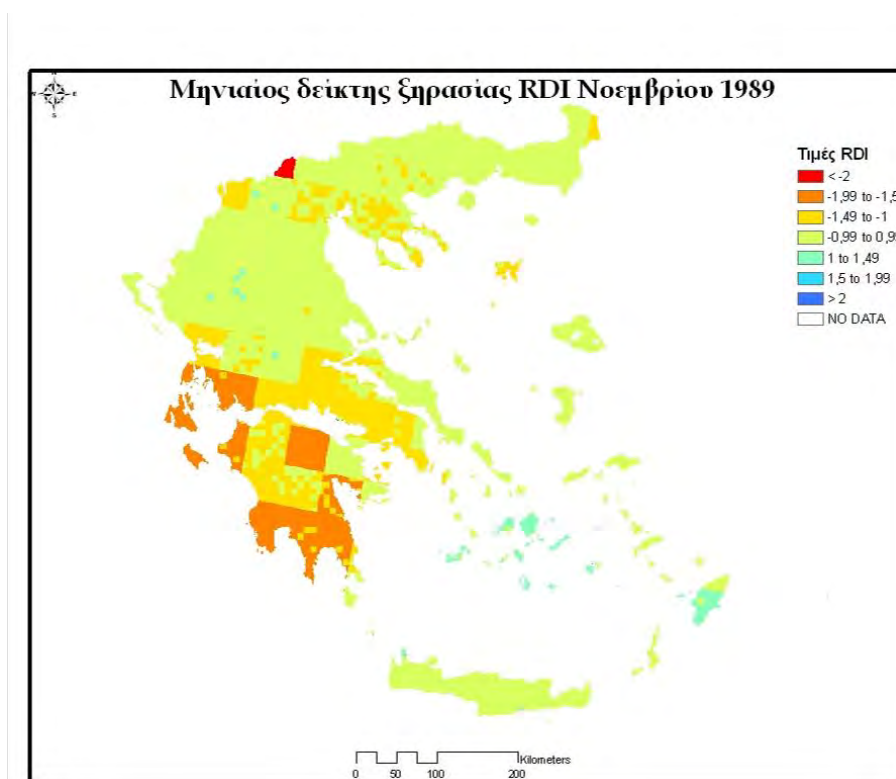 Μηνιαίος δείκτης ξηρασίας RDI Νοεμβρίου 1989
N
W E
S
Τιμές RDI
< -2
-1,99 to -1,5
-1,49 to -1
-0,99 to 0,9
1 to 1,49
1,5 to 1,99
> 2
NO DATA
Kilometers
0 50 100 200